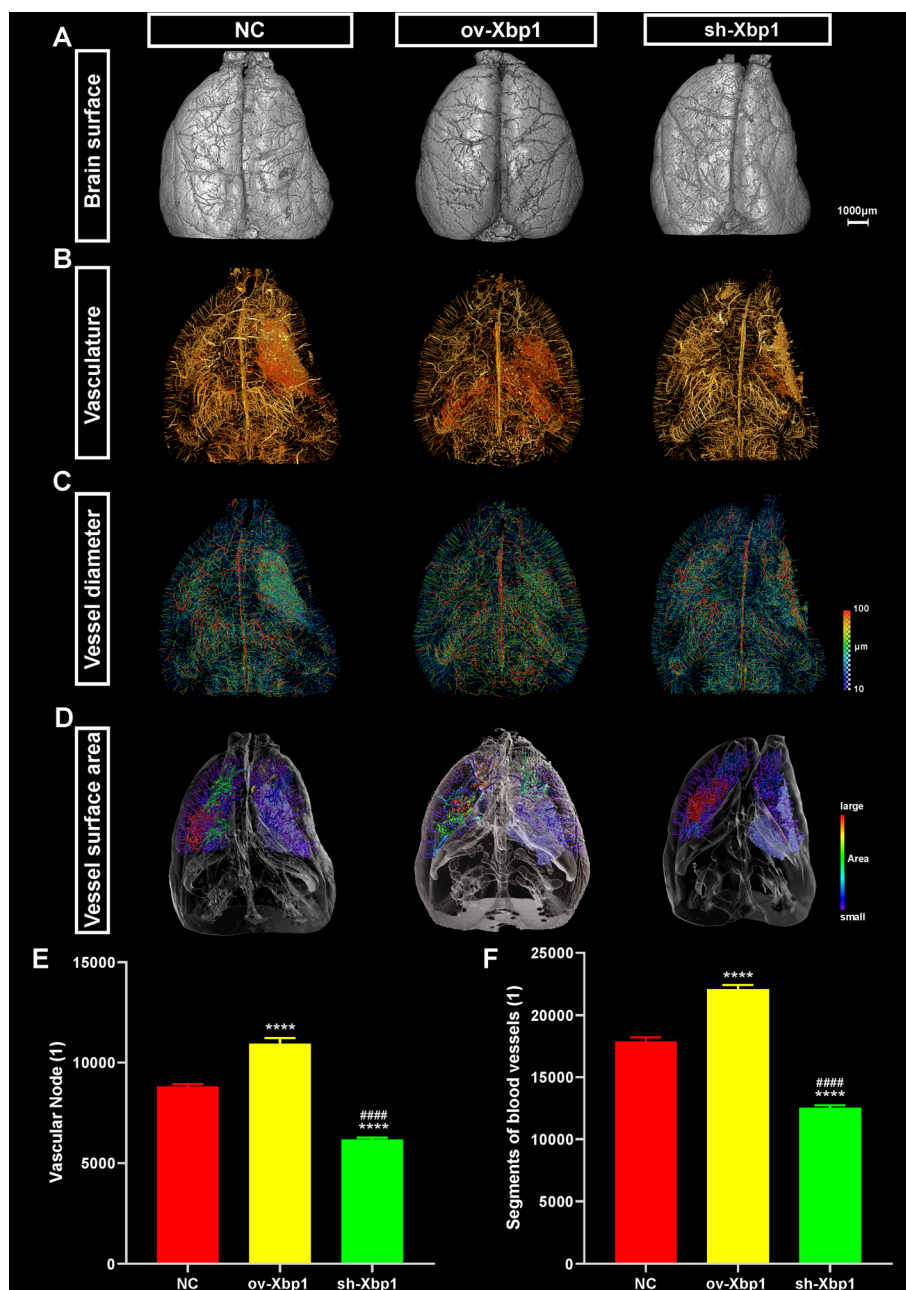 A
NC
ov-Xbp1
sh-Xbp1
Brain surface
1000μm
B
Vasculature
C
Vessel diameter
100
μm
10
D
Vessel surface area
large
Area
small
E
Vascular Node (1)
15000
10000
5000
0
****
####
****
NC
ov-Xbp1
sh-Xbp1
F
Segments of blood vessels (1)
25000
20000
15000
10000
5000
0
****
####
****
NC
ov-Xbp1
sh-Xbp1